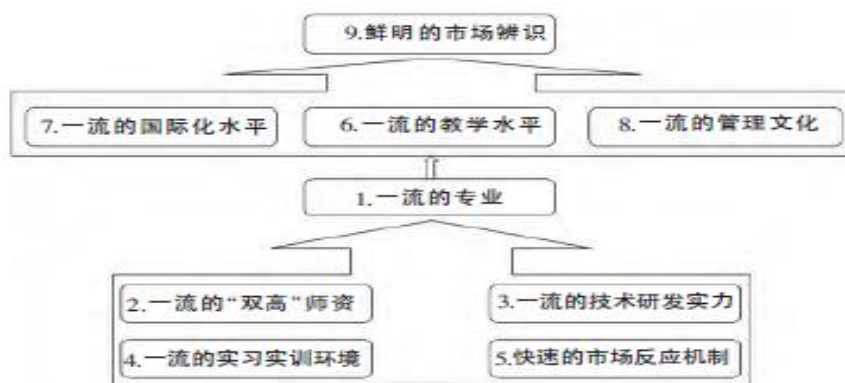 9.鲜明的市场辨识
7.一流的国际化水平
6.一流的教学水平
8.一流的管理文化
1.一流的专业
2.一流的“双高”师资
3.一流的技术研发实力
4.一流的实习实训环境
5.快速的市场反应机制